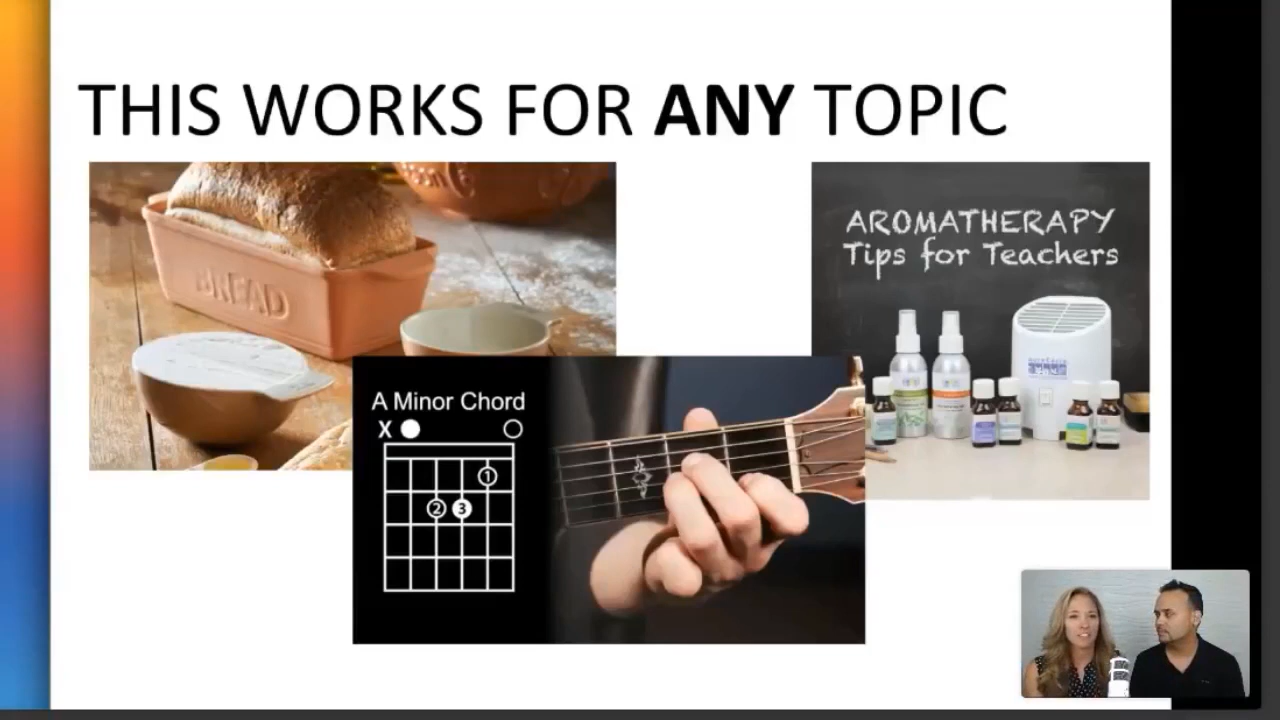 THIS WORKS FOR ANY TOPIC
BREAD
AROMATHERAPY
Tips for Teachers
A Minor Chord
X
1
2 3